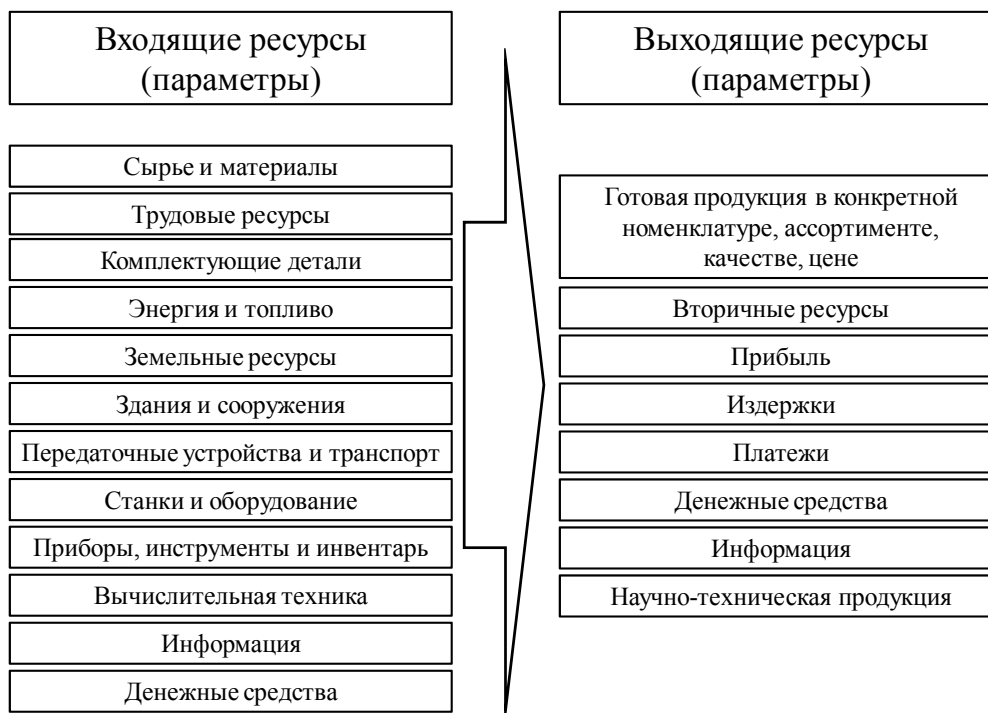 Входящие ресурсы
(параметры)
Сырье и материалы
Трудовые ресурсы
Комплектующие детали
Энергия и топливо
Земельные ресурсы
Здания и сооружения
Передаточные устройства и транспорт
Станки и оборудование
Приборы, инструменты и инвентарь
Вычислительная техника
Информация
Денежные средства
Выходящие ресурсы
(параметры)
Готовая продукция в конкретной
номенклатуре, ассортименте,
качестве, цене
Вторичные ресурсы
Прибыль
Издержки
Платежи
Денежные средства
Информация
Научно-техническая продукция